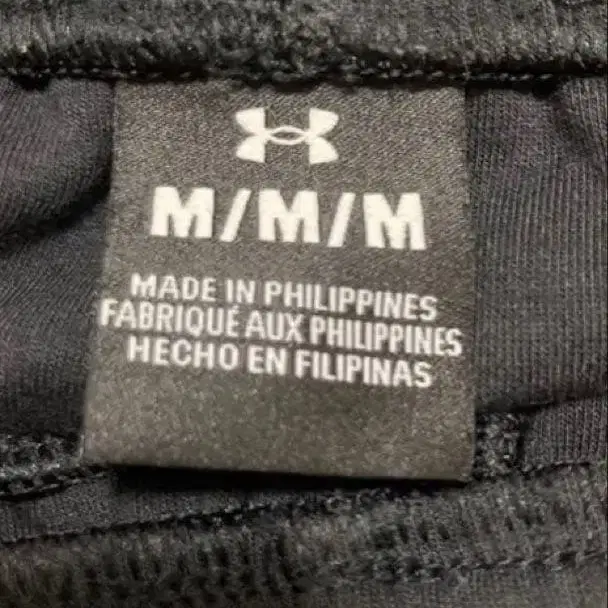 M/M/M
MADE IN PHILIPPINES
FABRIQUÉ AUX PHILIPPINES
HECHO EN FILIPINAS